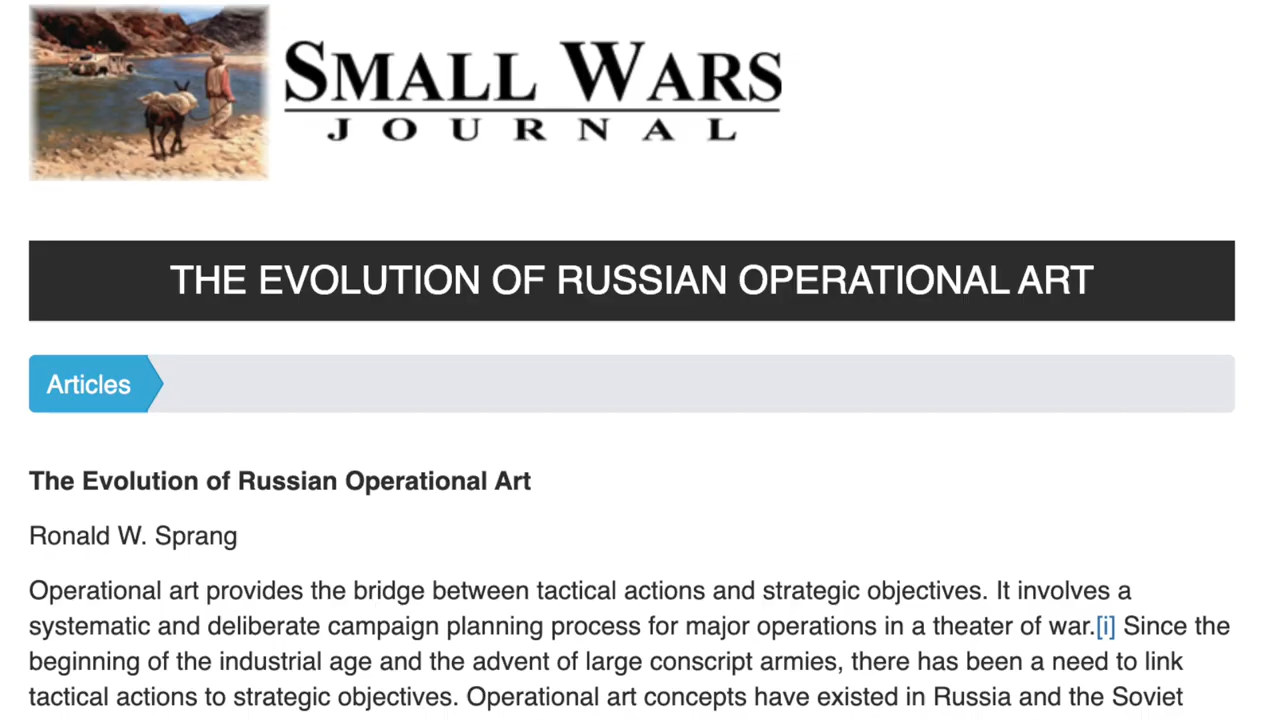 SMALL WARS
JOURNAL
THE EVOLUTION OF RUSSIAN OPERATIONAL ART
Articles
The Evolution of Russian Operational Art
Ronald W. Sprang
Operational art provides the bridge between tactical actions and strategic objectives. It involves a
systematic and deliberate campaign planning process for major operations in a theater of war.[i] Since the
beginning of the industrial age and the advent of large conscript armies, there has been a need to link
tactical actions to strategic objectives. Operational art concepts have existed in Russia and the Soviet